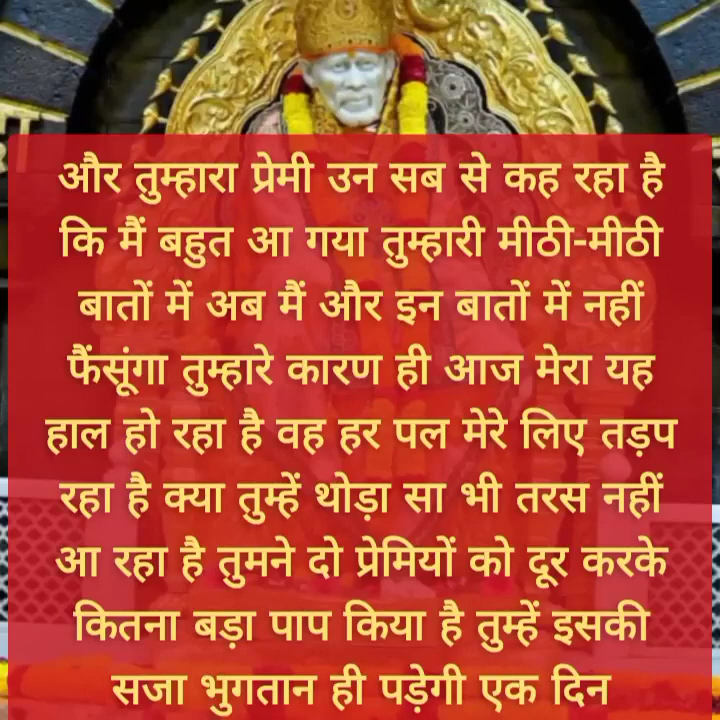 और तुम्हारा प्रेमी उन सब से कह रहा है
कि मैं बहुत आ गया तुम्हारी मीठी-मीठी
बातों में अब मैं और इन बातों में नहीं
फैंसूंगा तुम्हारे कारण ही आज मेरा यह
हाल हो रहा है वह हर पल मेरे लिए तड़प
रहा है क्या तुम्हें थोड़ा सा भी तरस नहीं
आ रहा है तुमने दो प्रेमियों को दूर करके
कितना बड़ा पाप किया है तुम्हें इसकी
सजा भुगतान ही पड़ेगी एक दिन